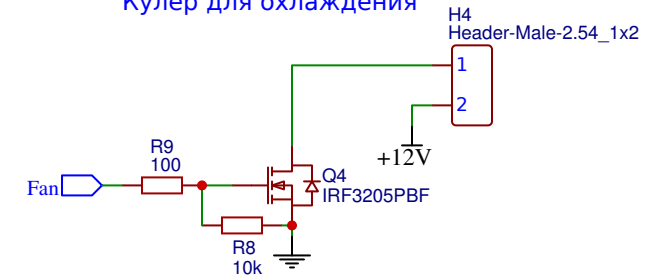 Кулер для охлаждения
H4
Header-Male-2.54_1x2
1
2
+12V
R9
100
Fan
Q4
IRF3205PBF
R8
10k